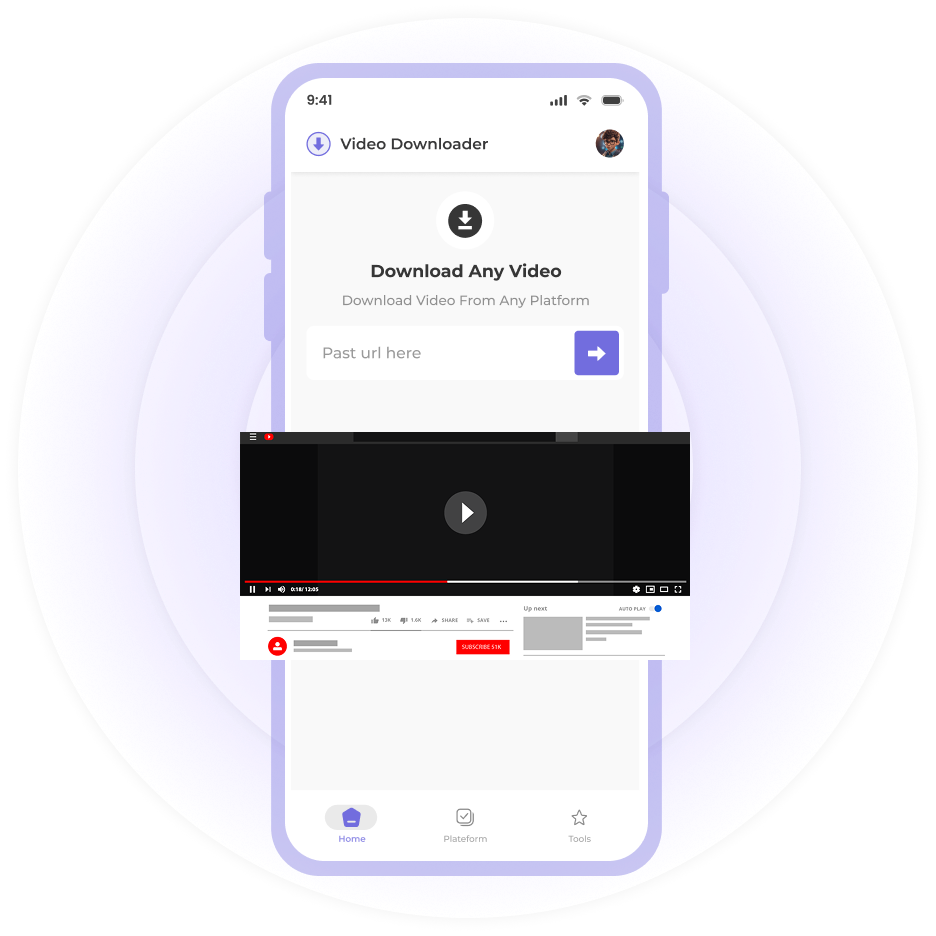 9:41
Video Downloader
Download Any Video
Download Video From Any Platform
Past url here
0:18/ 12:05
Up next
AUTO PLAY
12K
1.6K
SHARE
SAVE
SUBSCRIBE 51K
Home
Plateform
Tools